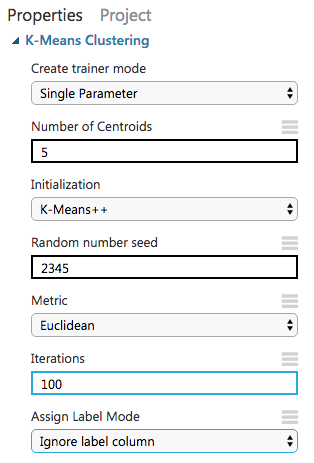 Properties Project
K-Means Clustering
Create trainer mode
Single Parameter
Number of Centroids
5
Initialization
K-Means++
Random number seed
2345
Metric
Euclidean
Iterations
100
Assign Label Mode
Ignore label column